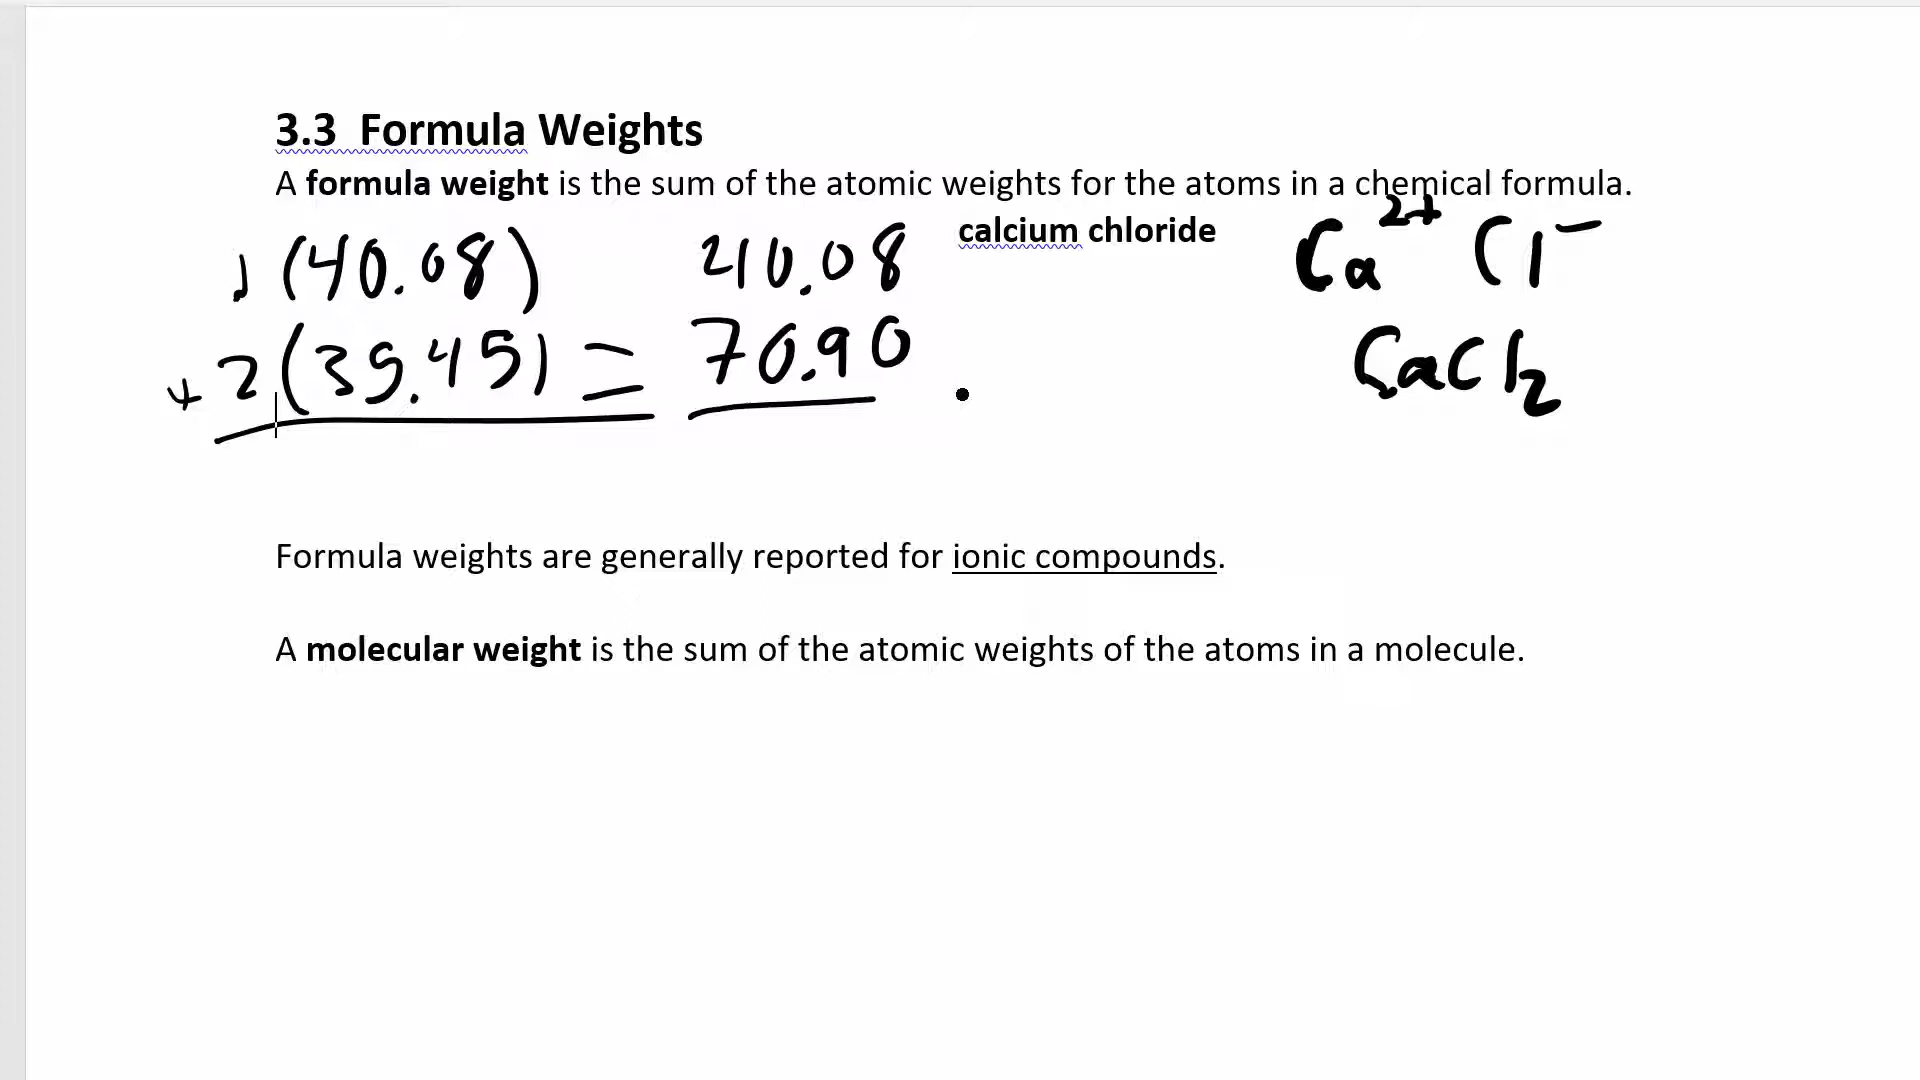 3.3 Formula Weights
A formula weight is the sum of the atomic weights for the atoms in a chemical formula.
calcium chloride
Ca²⁺ Cl⁻
1(40.08) 40.08
+ 2(35.45) = 70.90
CaCl₂
Formula weights are generally reported for ionic compounds.
A molecular weight is the sum of the atomic weights of the atoms in a molecule.